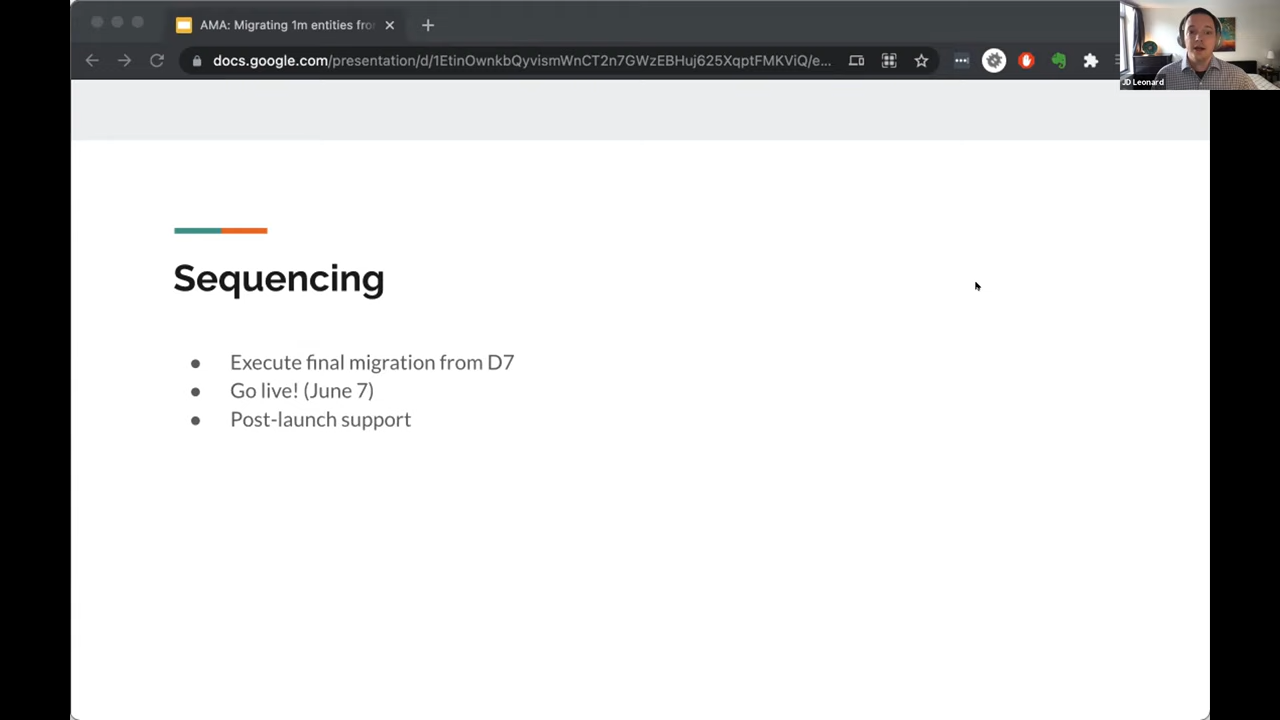 AMA: Migrating 1m entities fro
docs.google.com/presentation/d/1EtinOwnkbQyvismWnCT2n7GWzEBHuj625XqptFMKViQ/e...
JD Leonard
Sequencing
● Execute final migration from D7
● Go live! (June 7)
● Post-launch support